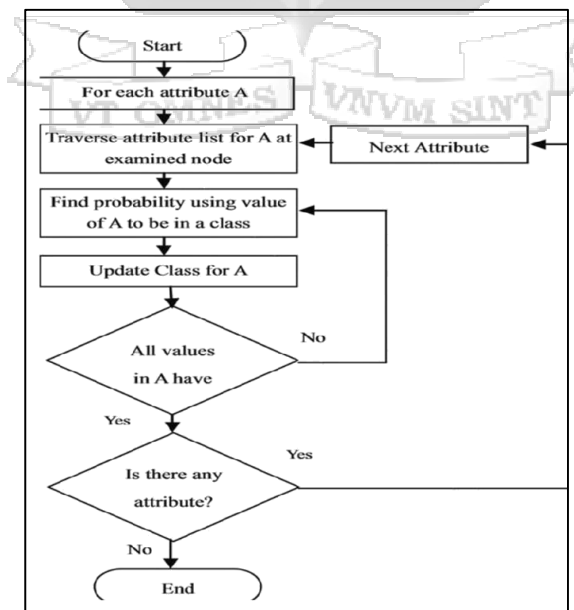 Start
For each attribute A
VT OMNES
VNVM SINT
Traverse attribute list for A at
examined node
Next Attribute
Find probability using value
of A to be in a class
Update Class for A
All values
in A have
No
Yes
Is there any
attribute?
Yes
No
End